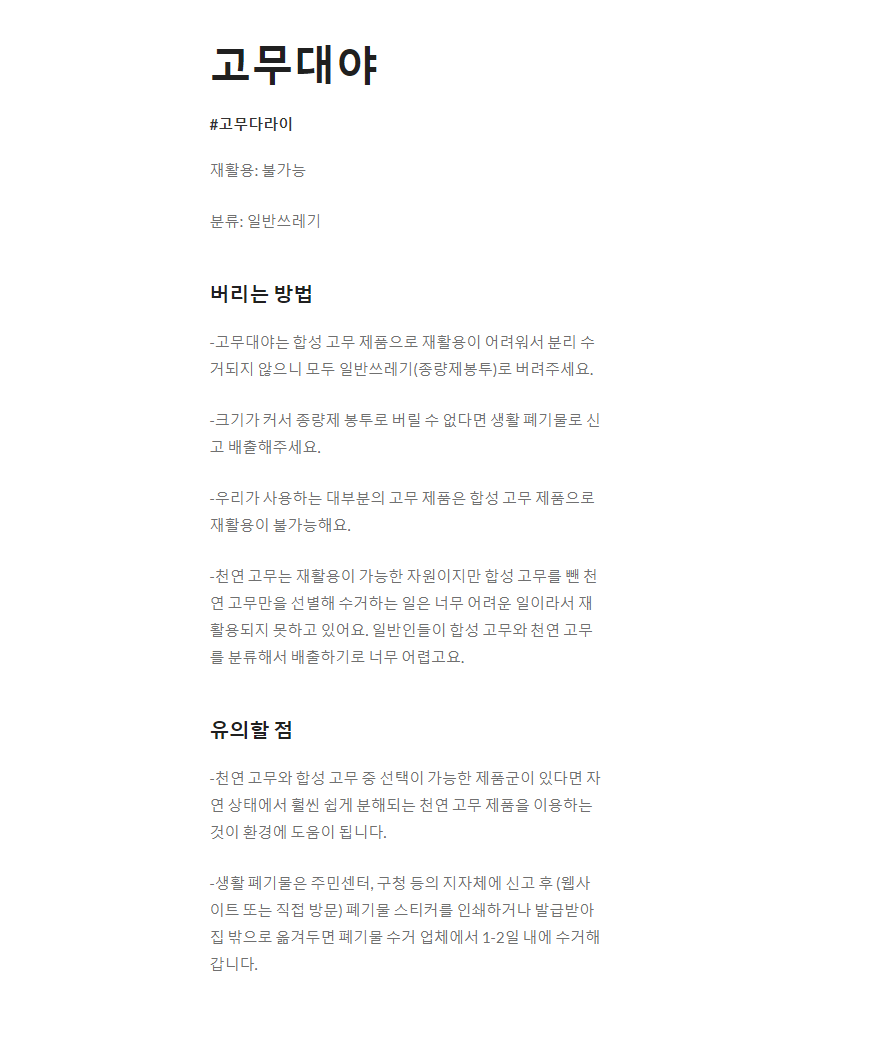 고무대야
#고무다라이
재활용: 불가능
분류: 일반쓰레기
버리는 방법
-고무대야는 합성 고무 제품으로 재활용이 어려워서 분리 수
거되지 않으니 모두 일반쓰레기(종량제봉투)로 버려주세요.
-크기가 커서 종량제 봉투로 버릴 수 없다면 생활 폐기물로 신
고 배출해주세요.
-우리가 사용하는 대부분의 고무 제품은 합성 고무 제품으로
재활용이 불가능해요.
-천연 고무는 재활용이 가능한 자원이지만 합성 고무를 뺀 천
연 고무만을 선별해 수거하는 일은 너무 어려운 일이라서 재
활용되지 못하고 있어요. 일반인들이 합성 고무와 천연 고무
를 분류해서 배출하기로 너무 어렵고요.
유의할 점
-천연 고무와 합성 고무 중 선택이 가능한 제품군이 있다면 자
연 상태에서 훨씬 쉽게 분해되는 천연 고무 제품을 이용하는
것이 환경에 도움이 됩니다.
-생활 폐기물은 주민센터, 구청 등의 지자체에 신고 후 (웹사
이트 또는 직접 방문) 폐기물 스티커를 인쇄하거나 발급받아
집 밖으로 옮겨두면 폐기물 수거 업체에서 1-2일 내에 수거해
갑니다.